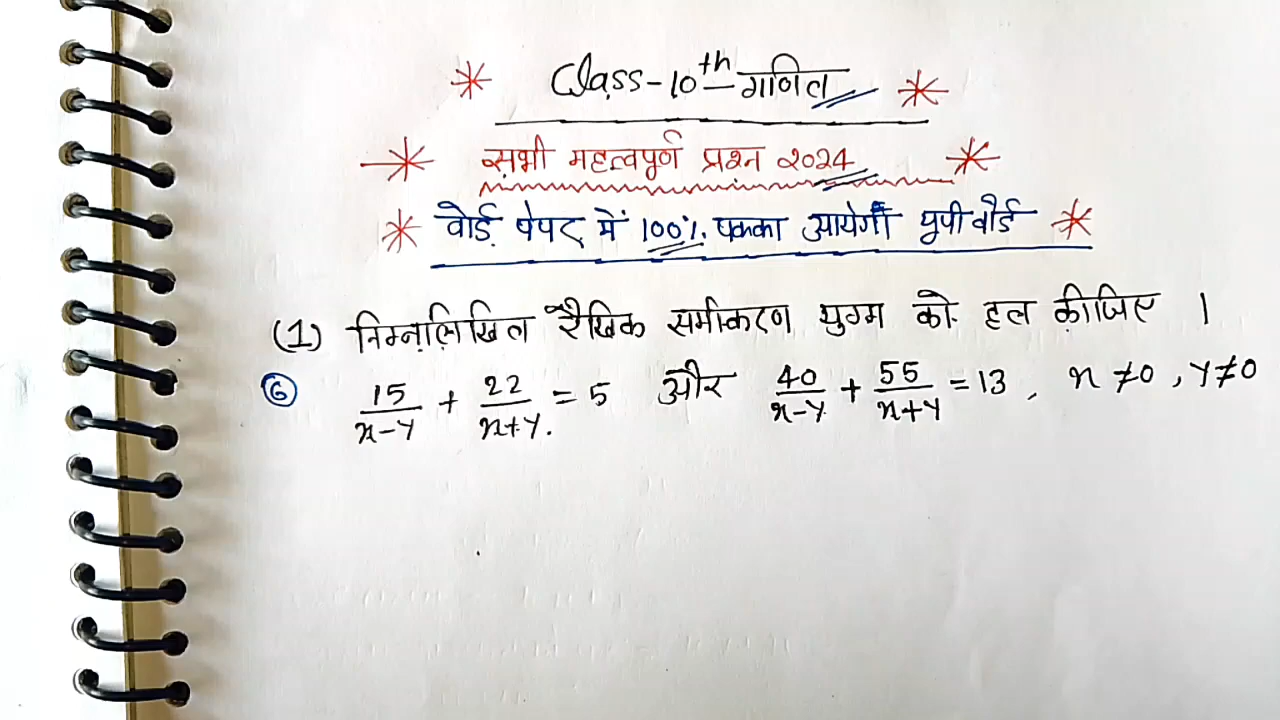 Class-10th गणित
सभी महत्वपूर्ण प्रश्न २०24
बोर्ड पेपर में 100% पक्का आयेगा यूपी बोर्ड
(1) निम्नलिखित रैखिक समीकरण युग्म को हल कीजिए ।
6 15/(x-y) + 22/(x+y) = 5 और 40/(x-y) + 55/(x+y) = 13, x ≠ 0, y ≠ 0